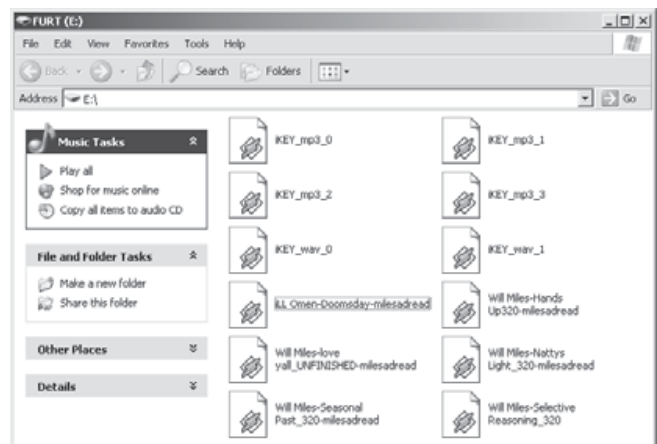 FURT (E:)
File Edit View Favorites Tools Help
Back Search Folders
Address E:\ Go
Music Tasks
Play all
Shop for music online
Copy all items to audio CD
File and Folder Tasks
Make a new folder
Share this folder
Other Places
Details
iKEY_mp3_0
iKEY_mp3_1
iKEY_mp3_2
iKEY_mp3_3
iKEY_wav_0
iKEY_wav_1
iLL Omen-Doomsday-milesadread
Will Miles-Hands
Up320-milesadread
Will Miles-love
yall_UNFINISHED-milesadread
Will Miles-Nattys
Light_320-milesadread
Will Miles-Seasonal
Past_320-milesadread
Will Miles-Selective
Reasoning_320